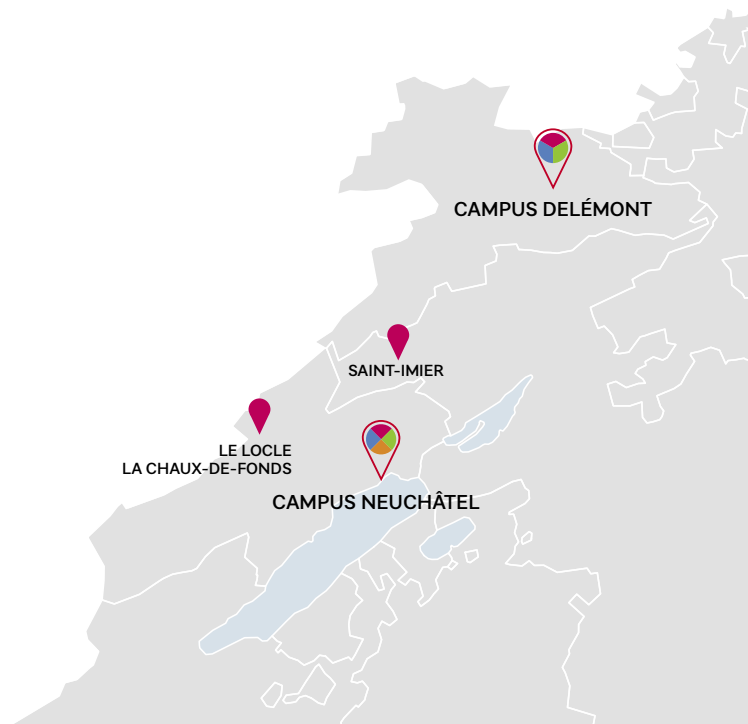 CAMPUS DELÉMONT
SAINT-IMIER
LE LOCLE
LA CHAUX-DE-FONDS
CAMPUS NEUCHÂTEL